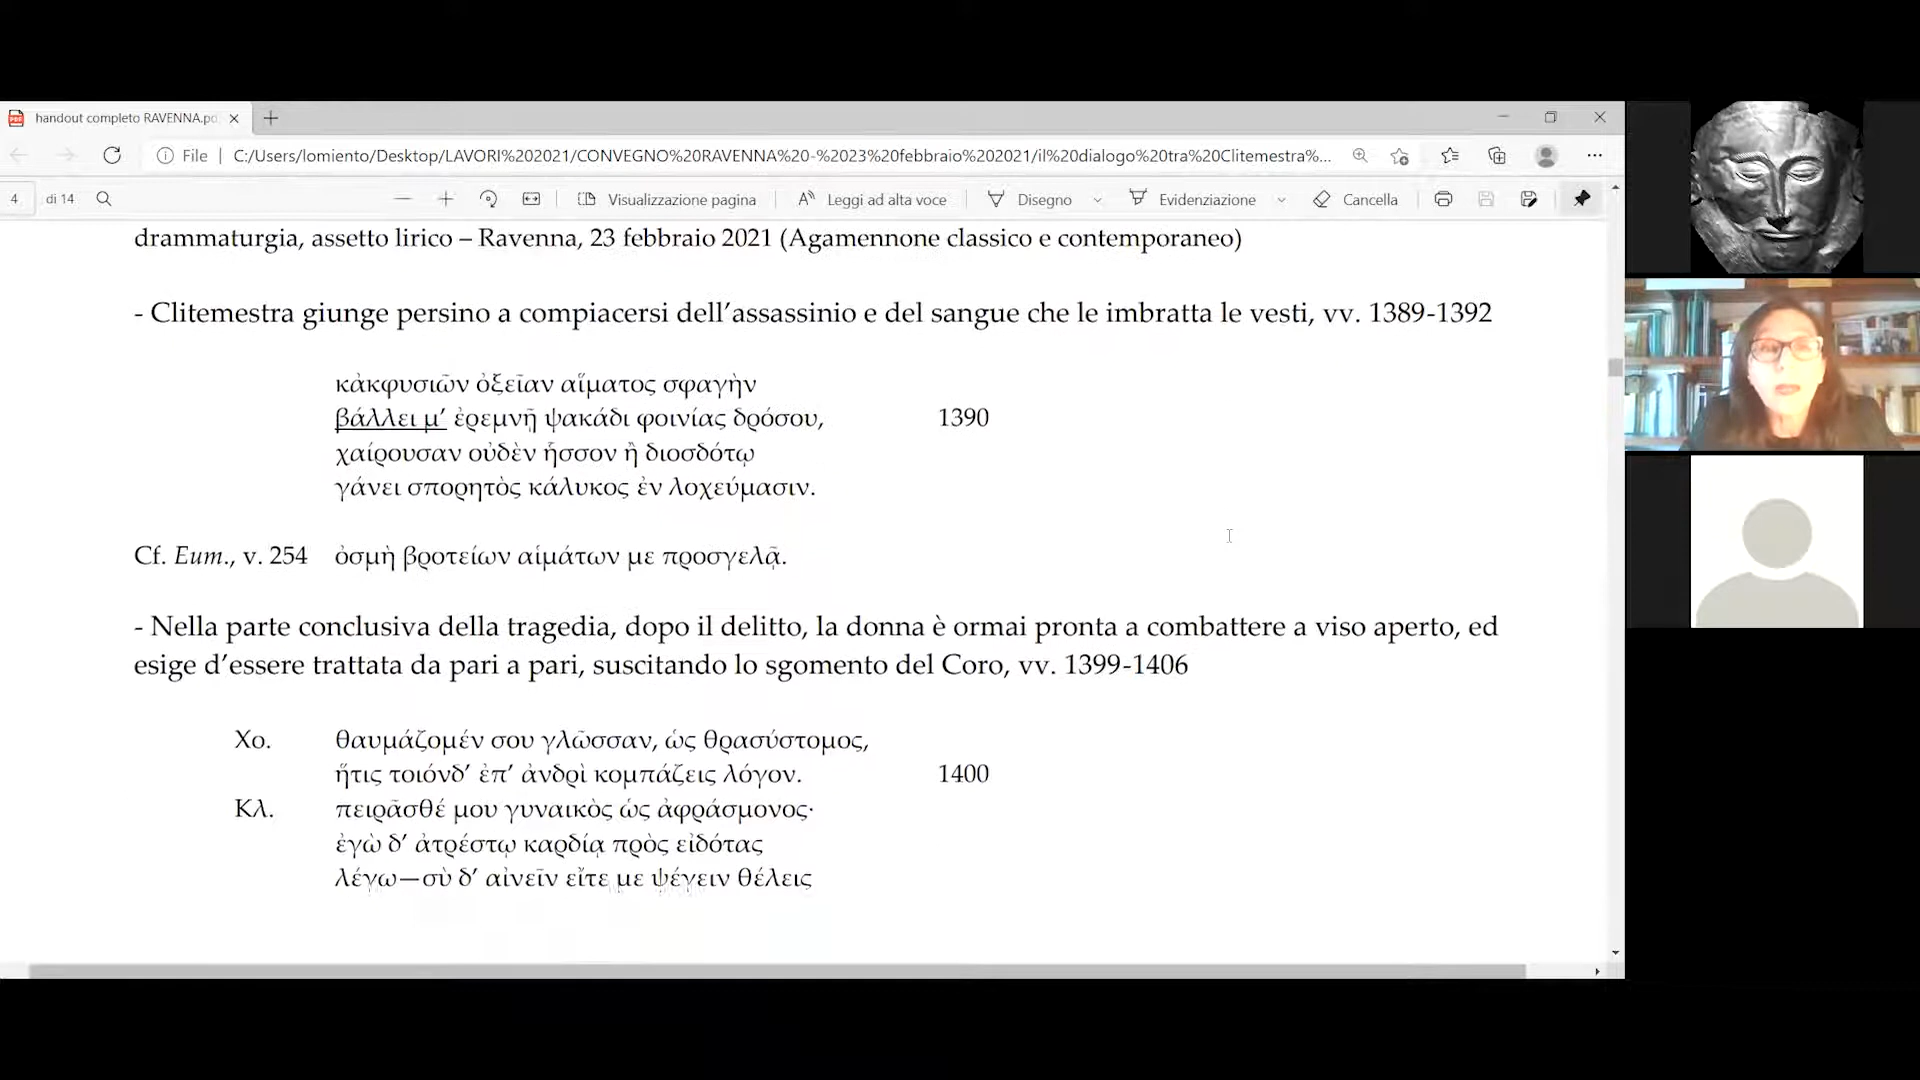 handout completo RAVENNA.po
File
C:/Users/lomiento/Desktop/LAVORI%202021/CONVEGNO%20RAVENNA%20-%2023%20febbraio%202021/il%20dialogo%20tra%20Clitemestra%...
4 di 14
Visualizzazione pagina
Leggi ad alta voce
Disegno
Evidenziazione
Cancella
drammaturgia, assetto lirico – Ravenna, 23 febbraio 2021 (Agamennone classico e contemporaneo)
- Clitemestra giunge persino a compiacersi dell’assassinio e del sangue che le imbratta le vesti, vv. 1389-1392
κἀκφυσιῶν ὀξεῖαν αἵματος σφαγὴν
βάλλει μ’ ἐρεμνῇ ψακάδι φοινίας δρόσου, 1390
χαίρουσαν οὐδὲν ἧσσον ἢ διοσδότῳ
γάνει σπορητὸς κάλυκος ἐν λοχεύμασιν.
Cf. Eum., v. 254 ὀσμὴ βροτείων αἱμάτων με προσγελᾷ.
- Nella parte conclusiva della tragedia, dopo il delitto, la donna è ormai pronta a combattere a viso aperto, ed
esige d’essere trattata da pari a pari, suscitando lo sgomento del Coro, vv. 1399-1406
Χο. θαυμάζομέν σου γλῶσσαν, ὡς θρασύστομος,
ἥτις τοιόνδ’ ἐπ’ ἀνδρὶ κομπάζεις λόγον. 1400
Κλ. πειρᾶσθέ μου γυναικὸς ὡς ἀφράσμονος·
ἐγὼ δ’ ἀτρέστῳ καρδίᾳ πρὸς εἰδότας
λέγω—σὺ δ’ αἰνεῖν εἴτε με ψέγειν θέλεις